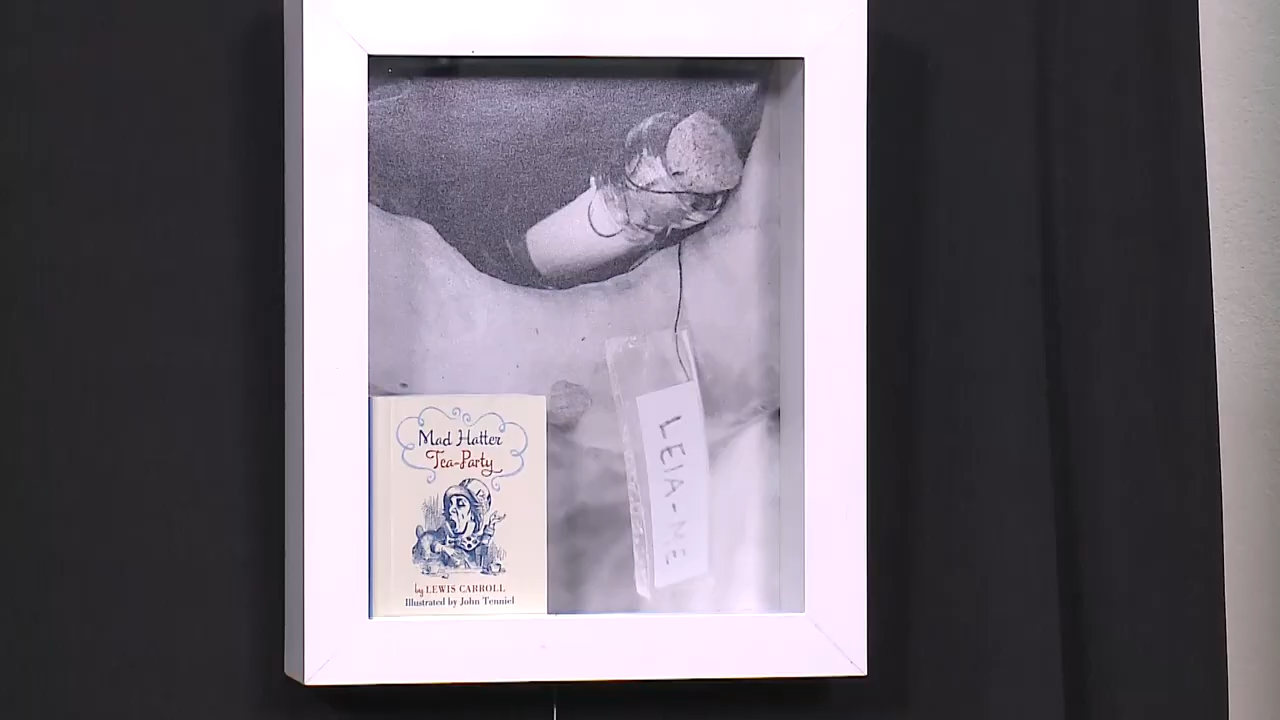 LEIA-ME
Mad Hatter
Tea-Party
by LEWIS CARROLL
Illustrated by John Tenniel